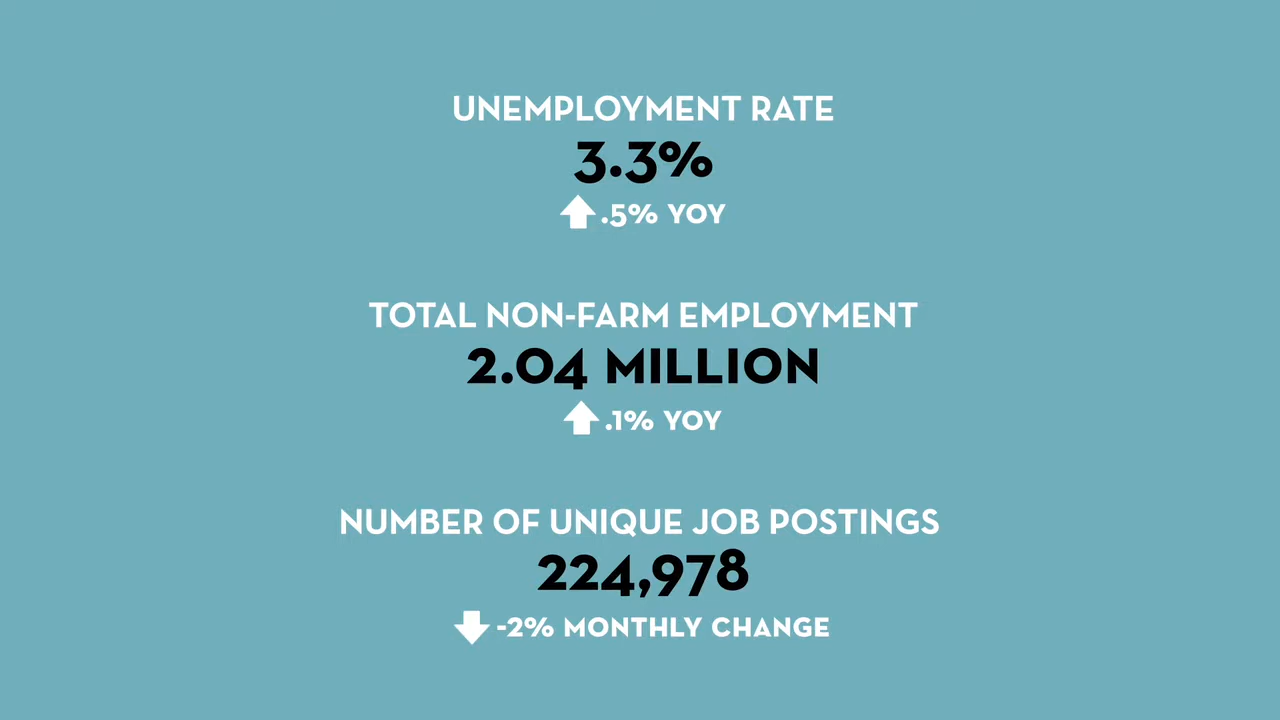 UNEMPLOYMENT RATE
3.3%
.5% YOY
TOTAL NON-FARM EMPLOYMENT
2.04 MILLION
.1% YOY
NUMBER OF UNIQUE JOB POSTINGS
224,978
-2% MONTHLY CHANGE